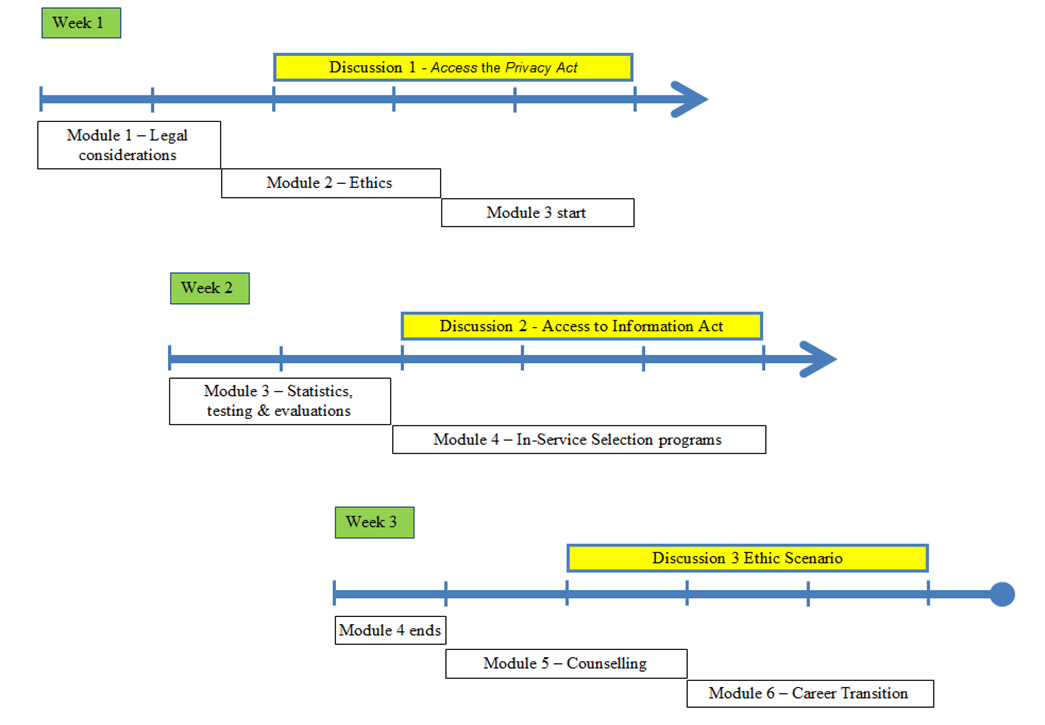 Week 1
Discussion 1 - Access the Privacy Act
Module 1 – Legal
considerations
Module 2 – Ethics
Module 3 start
Week 2
Discussion 2 - Access to Information Act
Module 3 – Statistics,
testing & evaluations
Module 4 – In-Service Selection programs
Week 3
Discussion 3 Ethic Scenario
Module 4 ends
Module 5 – Counselling
Module 6 – Career Transition